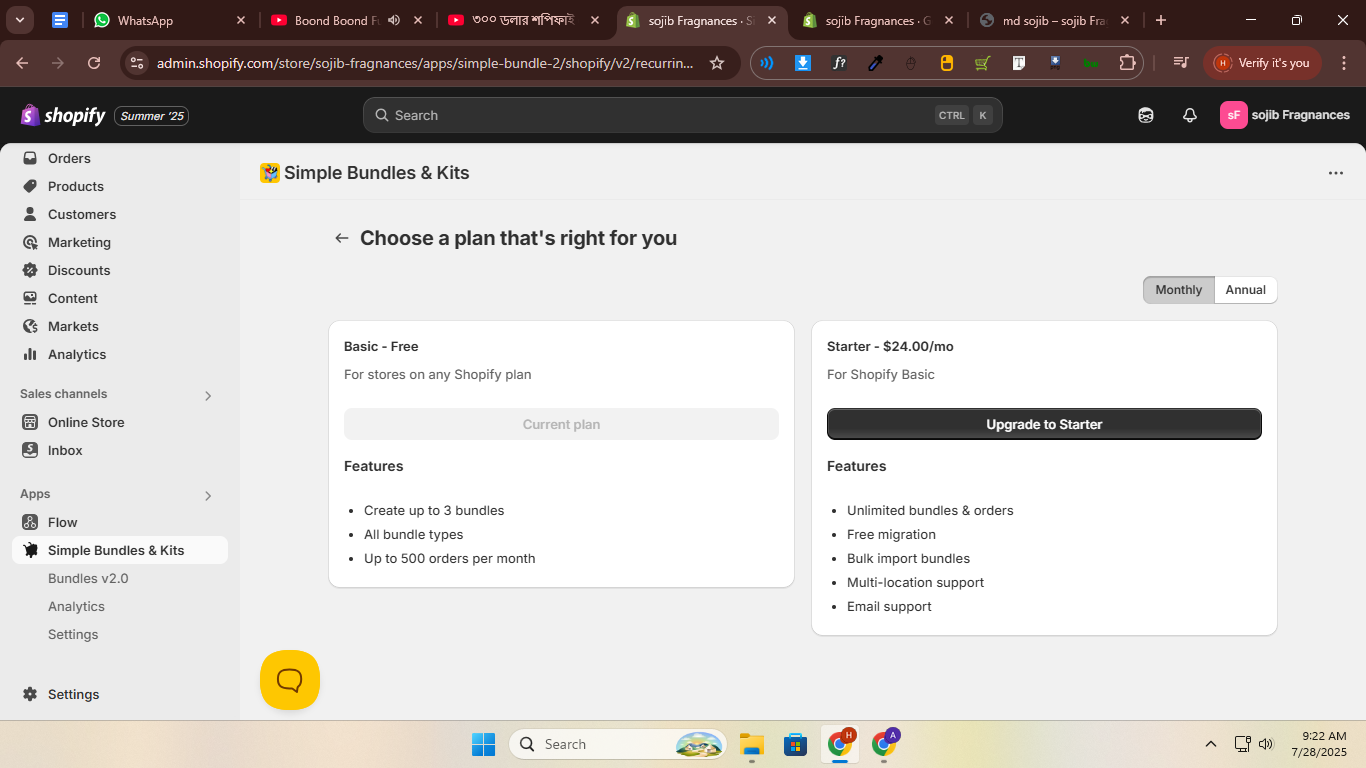 WhatsApp
Boond Boond Fu
৩০০ ডলার শপিফাই
sojib Fragnances · Si
sojib Fragnances · G
md sojib – sojib Fra
admin.shopify.com/store/sojib-fragnances/apps/simple-bundle-2/shopify/v2/recurrin...
Verify it's you
shopify
Summer '25
Search
CTRL K
sF
sojib Fragnances
Orders
Products
Customers
Marketing
Discounts
Content
Markets
Analytics
Sales channels
Online Store
Inbox
Apps
Flow
Simple Bundles & Kits
Bundles v2.0
Analytics
Settings
Settings
Simple Bundles & Kits
Choose a plan that's right for you
Monthly Annual
Basic - Free
For stores on any Shopify plan
Current plan
Features
• Create up to 3 bundles
• All bundle types
• Up to 500 orders per month
Starter - $24.00/mo
For Shopify Basic
Upgrade to Starter
Features
• Unlimited bundles & orders
• Free migration
• Bulk import bundles
• Multi-location support
• Email support
Search
9:22 AM
7/28/2025